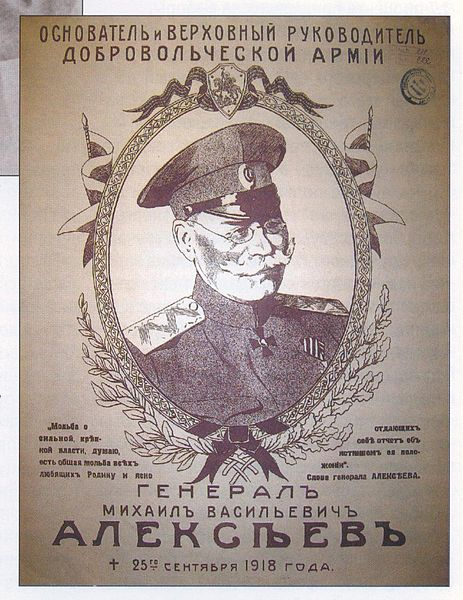 ОСНОВАТЕЛЬ и ВЕРХОВНЫЙ РУКОВОДИТЕЛЬ
ДОБРОВОЛЬЧЕСКОЙ АРМІИ
„Мольба о
сильной, крѣп-
кой власти, думаю,
есть общая мольба всѣхъ
любящихъ Родину и ясно
отдающихъ
себѣ отчетъ объ
истинномъ ея поло-
женіи".
Слова генерала АЛЕКСѢЕВА.
ГЕНЕРАЛЪ
МИХАИЛЪ ВАСИЛЬЕВИЧЪ
АЛЕКСѢЕВЪ
† 25го СЕНТЯБРЯ 1918 ГОДА.